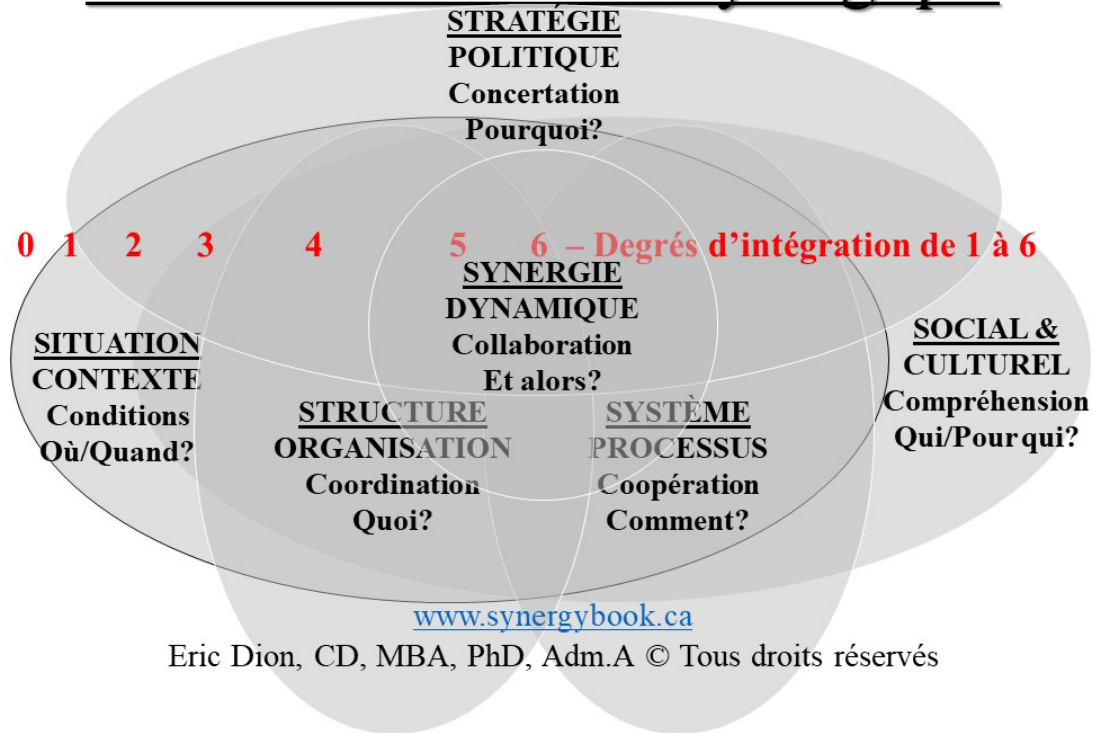 STRATÉGIE
POLITIQUE
Concertation
Pourquoi?
0 1 2 3 4 5 6 – Degrés d'intégration de 1 à 6
SYNERGIE
DYNAMIQUE
Collaboration
Et alors?
SITUATION
CONTEXTE
Conditions
Où/Quand?
STRUCTURE
ORGANISATION
Coordination
Quoi?
SYSTÈME
PROCESSUS
Coopération
Comment?
SOCIAL &
CULTUREL
Compréhension
Qui/Pour qui?
www.synergybook.ca
Eric Dion, CD, MBA, PhD, Adm.A © Tous droits réservés